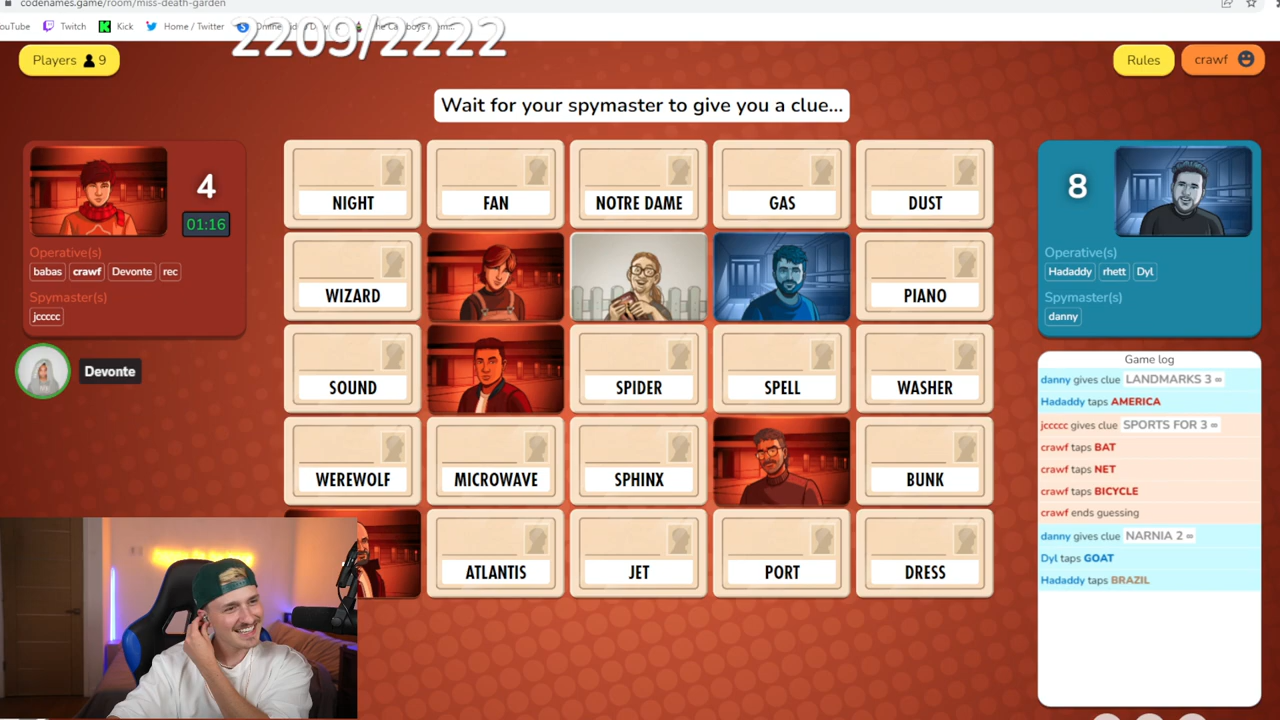 codenames.game/room/miss-death-garden
ouTube Twitch Kick Home / Twitter
2209/2222
Players 9
Rules
crawf
Wait for your spymaster to give you a clue...
4
01:16
Operative(s)
babas crawf Devonte rec
Spymaster(s)
jccccc
Devonte
NIGHT FAN NOTRE DAME GAS DUST
WIZARD PIANO
SOUND SPIDER SPELL WASHER
WEREWOLF MICROWAVE SPHINX BUNK
ATLANTIS JET PORT DRESS
8
Operative(s)
Hadaddy rhett Dyl
Spymaster(s)
danny
Game log
danny gives clue LANDMARKS 3 ∞
Hadaddy taps AMERICA
jccccc gives clue SPORTS FOR 3 ∞
crawf taps BAT
crawf taps NET
crawf taps BICYCLE
crawf ends guessing
danny gives clue NARNIA 2 ∞
Dyl taps GOAT
Hadaddy taps BRAZIL